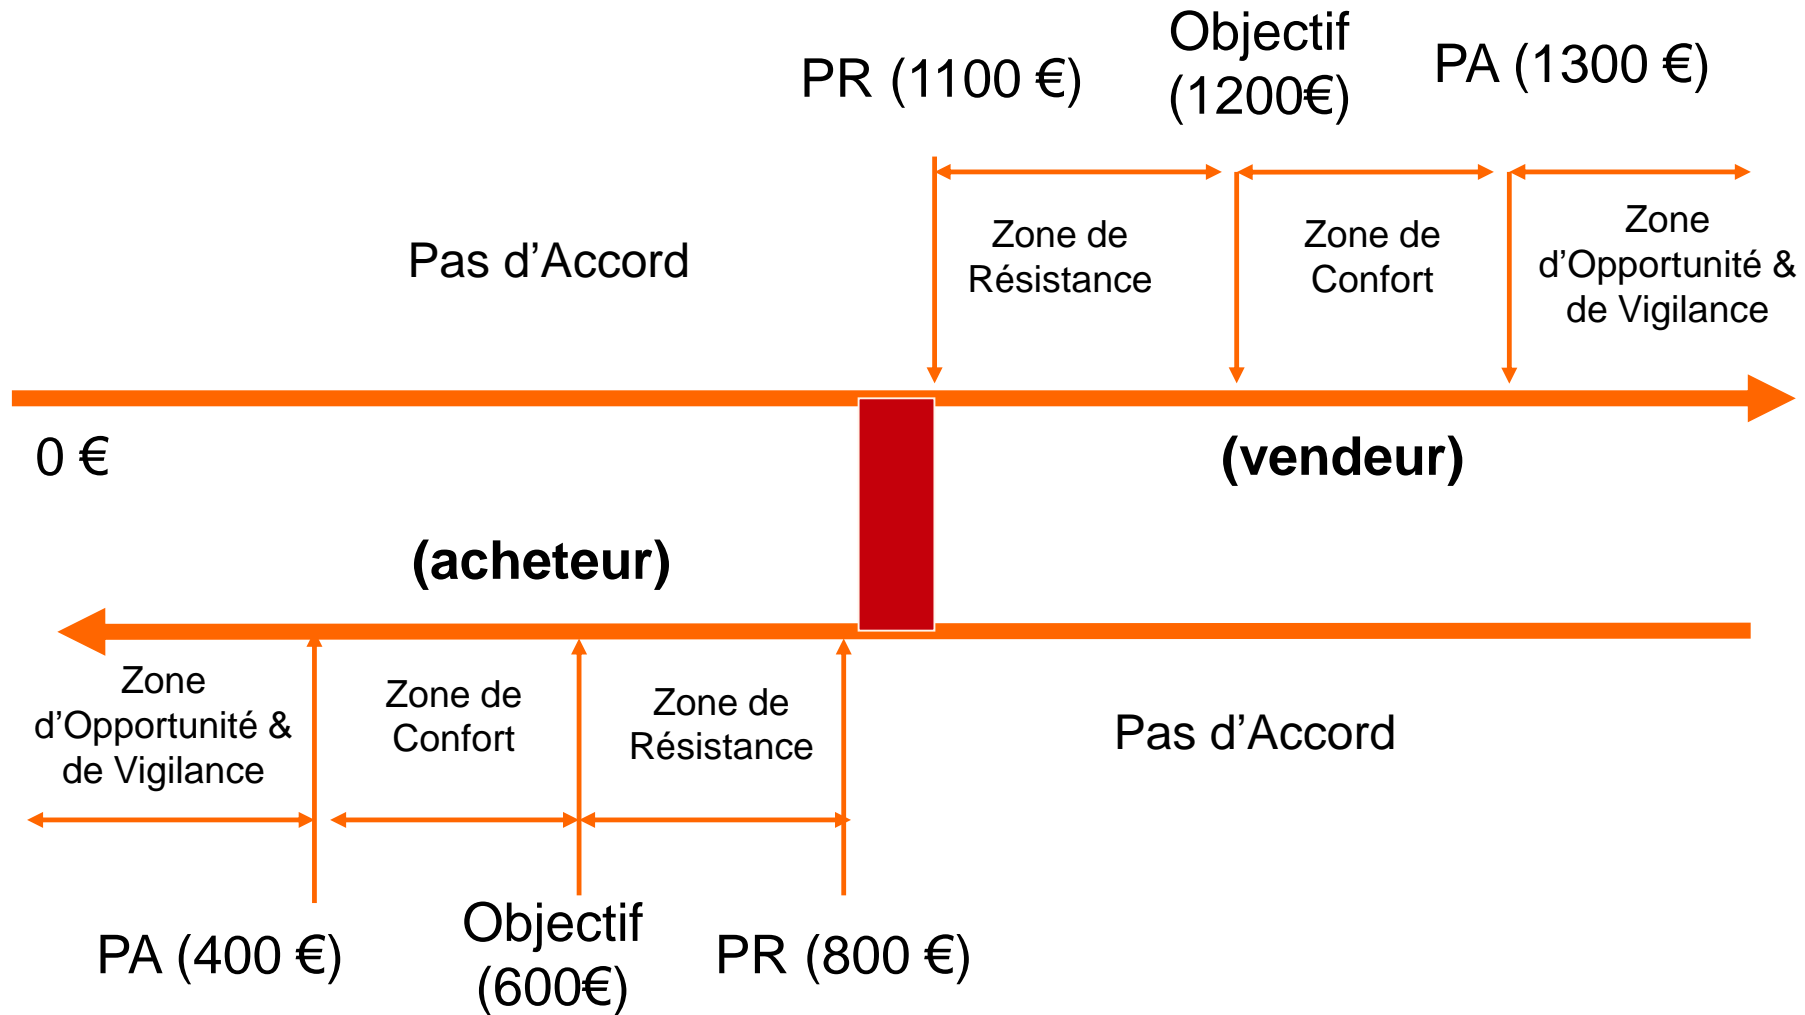 Objectif
(1200€)
PR (1100 €)
PA (1300 €)
Pas d’Accord
Zone de
Résistance
Zone de
Confort
Zone
d’Opportunité &
de Vigilance
0 €
(vendeur)
(acheteur)
Zone
d’Opportunité &
de Vigilance
Zone de
Confort
Zone de
Résistance
Pas d’Accord
PA (400 €)
Objectif
(600€)
PR (800 €)